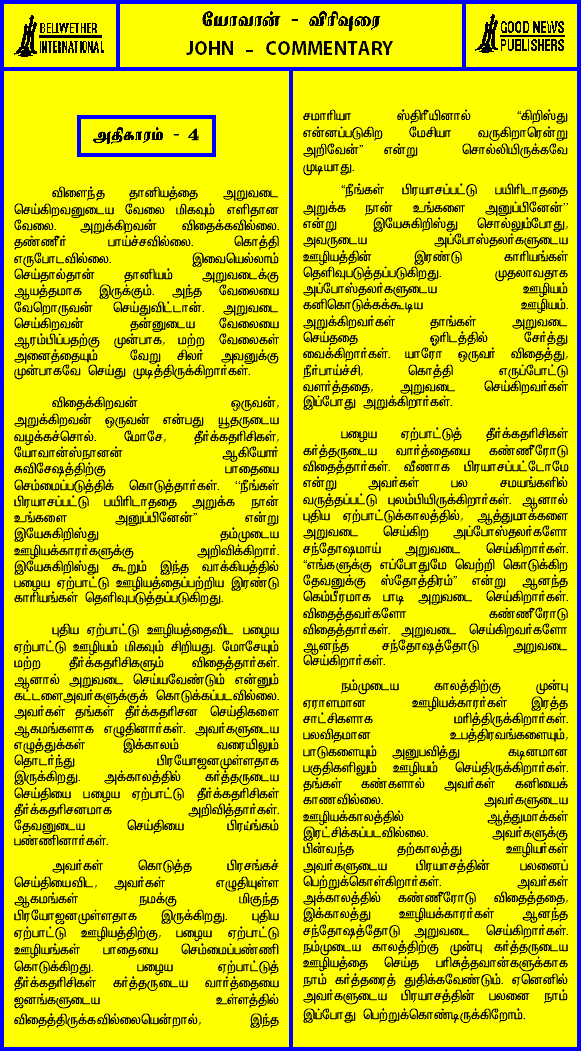 BELWETHER
INTERNATIONAL
யோவான் - விரிவுரை
JOHN - COMMENTARY
GOOD NEWS
PUBLISHERS
அதிகாரம் - 4
விளைந்த தானியத்தை அறுவடை
செய்கிறவனுடைய வேலை மிகவும் எளிதான
வேலை. அறுக்கிறவன் விதைக்கவில்லை.
தண்ணீர் பாய்ச்சவில்லை. கொத்தி
எருபோடவில்லை. இவையெல்லாம்
செய்தால்தான் தானியம் அறுவடைக்கு
ஆயத்தமாக இருக்கும். அந்த வேலையை
வேறொருவன் செய்துவிட்டான். அறுவடை
செய்கிறவன் தன்னுடைய வேலையை
ஆரம்பிப்பதற்கு முன்பாக, மற்ற வேலைகள்
அனைத்தையும் வேறு சிலர் அவனுக்கு
முன்பாகவே செய்து முடித்திருக்கிறார்கள்.
விதைக்கிறவன் ஒருவன்,
அறுக்கிறவன் ஒருவன் என்பது யூதருடைய
வழக்கச்சொல். மோசே, தீர்க்கதரிசிகள்,
யோவான்ஸ்நானன் ஆகியோர்
சுவிசேஷத்திற்கு பாதையை
செம்மைப்படுத்திக் கொடுத்தார்கள். “நீங்கள்
பிரயாசப்பட்டு பயிரிடாததை அறுக்க நான்
உங்களை அனுப்பினேன்” என்று
இயேசுகிறிஸ்து தம்முடைய
ஊழியக்காரர்களுக்கு அறிவிக்கிறார்.
இயேசுகிறிஸ்து கூறும் இந்த வாக்கியத்தில்
பழைய ஏற்பாட்டு ஊழியத்தைப்பற்றிய இரண்டு
காரியங்கள் தெளிவுபடுத்தப்படுகிறது.
புதிய ஏற்பாட்டு ஊழியத்தைவிட பழைய
ஏற்பாட்டு ஊழியம் மிகவும் சிறியது. மோசேயும்
மற்ற தீர்க்கதரிசிகளும் விதைத்தார்கள்.
ஆனால் அறுவடை செய்யவேண்டும் என்னும்
கட்டளைஅவர்களுக்குக் கொடுக்கப்படவில்லை.
அவர்கள் தங்கள் தீர்க்கதரிசன செய்திகளை
ஆகமங்களாக எழுதினார்கள். அவர்களுடைய
எழுத்துக்கள் இக்காலம் வரையிலும்
தொடர்ந்து பிரயோஜனமுள்ளதாக
இருக்கிறது. அக்காலத்தில் கர்த்தருடைய
செய்தியை பழைய ஏற்பாட்டு தீர்க்கதரிசிகள்
தீர்க்கதரிசனமாக அறிவித்தார்கள்.
தேவனுடைய செய்தியை பிரய்ங்கம்
பண்ணினார்கள்.
அவர்கள் கொடுத்த பிரசங்கச்
செய்தியைவிட, அவர்கள் எழுதியுள்ள
ஆகமங்கள் நமக்கு மிகுந்த
பிரயோஜனமுள்ளதாக இருக்கிறது. புதிய
ஏற்பாட்டு ஊழியத்திற்கு, பழைய ஏற்பாட்டு
ஊழியங்கள் பாதையை செம்மைப்பண்ணி
கொடுக்கிறது. பழைய ஏற்பாட்டுத்
தீர்க்கதரிசிகள் கர்த்தருடைய வார்த்தையை
ஜனங்களுடைய உள்ளத்தில்
விதைத்திருக்கவில்லையென்றால், இந்த
சமாரியா ஸ்திரீயினால் “கிறிஸ்து
என்னப்படுகிற மேசியா வருகிறாரென்று
அறிவேன்” என்று சொல்லியிருக்கவே
முடியாது.
“நீங்கள் பிரயாசப்பட்டு பயிரிடாததை
அறுக்க நான் உங்களை அனுப்பினேன்”
என்று இயேசுகிறிஸ்து சொல்லும்போது,
அவருடைய அப்போஸ்தலர்களுடைய
ஊழியத்தின் இரண்டு காரியங்கள்
தெளிவுபடுத்தப்படுகிறது. முதலாவதாக
அப்போஸ்தலர்களுடைய ஊழியம்
கனிகொடுக்கக்கூடிய ஊழியம்.
அறுக்கிறவர்கள் தாங்கள் அறுவடை
செய்ததை ஓரிடத்தில் சேர்த்து
வைக்கிறார்கள். யாரோ ஒருவர் விதைத்து,
நீர்பாய்ச்சி, கொத்தி எருப்போட்டு
வளர்த்ததை, அறுவடை செய்கிறவர்கள்
இப்போது அறுக்கிறார்கள்.
பழைய ஏற்பாட்டுத் தீர்க்கதரிசிகள்
கர்த்தருடைய வார்த்தையை கண்ணீரோடு
விதைத்தார்கள். வீணாக பிரயாசப்பட்டோமே
என்று அவர்கள் பல சமயங்களில்
வருத்தப்பட்டு புலம்பியிருக்கிறார்கள். ஆனால்
புதிய ஏற்பாட்டுக்காலத்தில், ஆத்துமாக்களை
அறுவடை செய்கிற அப்போஸ்தலர்களோ
சந்தோஷமாய் அறுவடை செய்கிறார்கள்.
“எங்களுக்கு எப்போதுமே வெற்றி கொடுக்கிற
தேவனுக்கு ஸ்தோத்திரம்” என்று ஆனந்த
கெம்பீரமாக பாடி அறுவடை செய்கிறார்கள்.
விதைத்தவர்களோ கண்ணீரோடு
விதைத்தார்கள். அறுவடை செய்கிறவர்களோ
ஆனந்த சந்தோஷத்தோடு அறுவடை
செய்கிறார்கள்.
நம்முடைய காலத்திற்கு முன்பு
ஏராளமான ஊழியக்காரர்கள் இரத்த
சாட்சிகளாக மரித்திருக்கிறார்கள்.
பலவிதமான உபத்திரவங்களையும்,
பாடுகளையும் அனுபவித்து கடினமான
பகுதிகளிலும் ஊழியம் செய்திருக்கிறார்கள்.
தங்கள் கண்களால் அவர்கள் கனியைக்
காணவில்லை. அவர்களுடைய
ஊழியக்காலத்தில் ஆத்துமாக்கள்
இரட்சிக்கப்படவில்லை. அவர்களுக்கு
பின்வந்த தற்காலத்து ஊழியர்கள்
அவர்களுடைய பிரயாசத்தின் பலனைப்
பெற்றுக்கொள்கிறார்கள். அவர்கள்
அக்காலத்தில் கண்ணீரோடு விதைத்ததை,
இக்காலத்து ஊழியக்காரர்கள் ஆனந்த
சந்தோஷத்தோடு அறுவடை செய்கிறார்கள்.
நம்முடைய காலத்திற்கு முன்பு கர்த்தருடைய
ஊழியத்தை செய்த பரிசுத்தவான்களுக்காக
நாம் கர்த்தரைத் துதிக்கவேண்டும். ஏனெனில்
அவர்களுடைய பிரயாசத்தின் பலனை நாம்
இப்போது பெற்றுக்கொண்டிருக்கிறோம்.